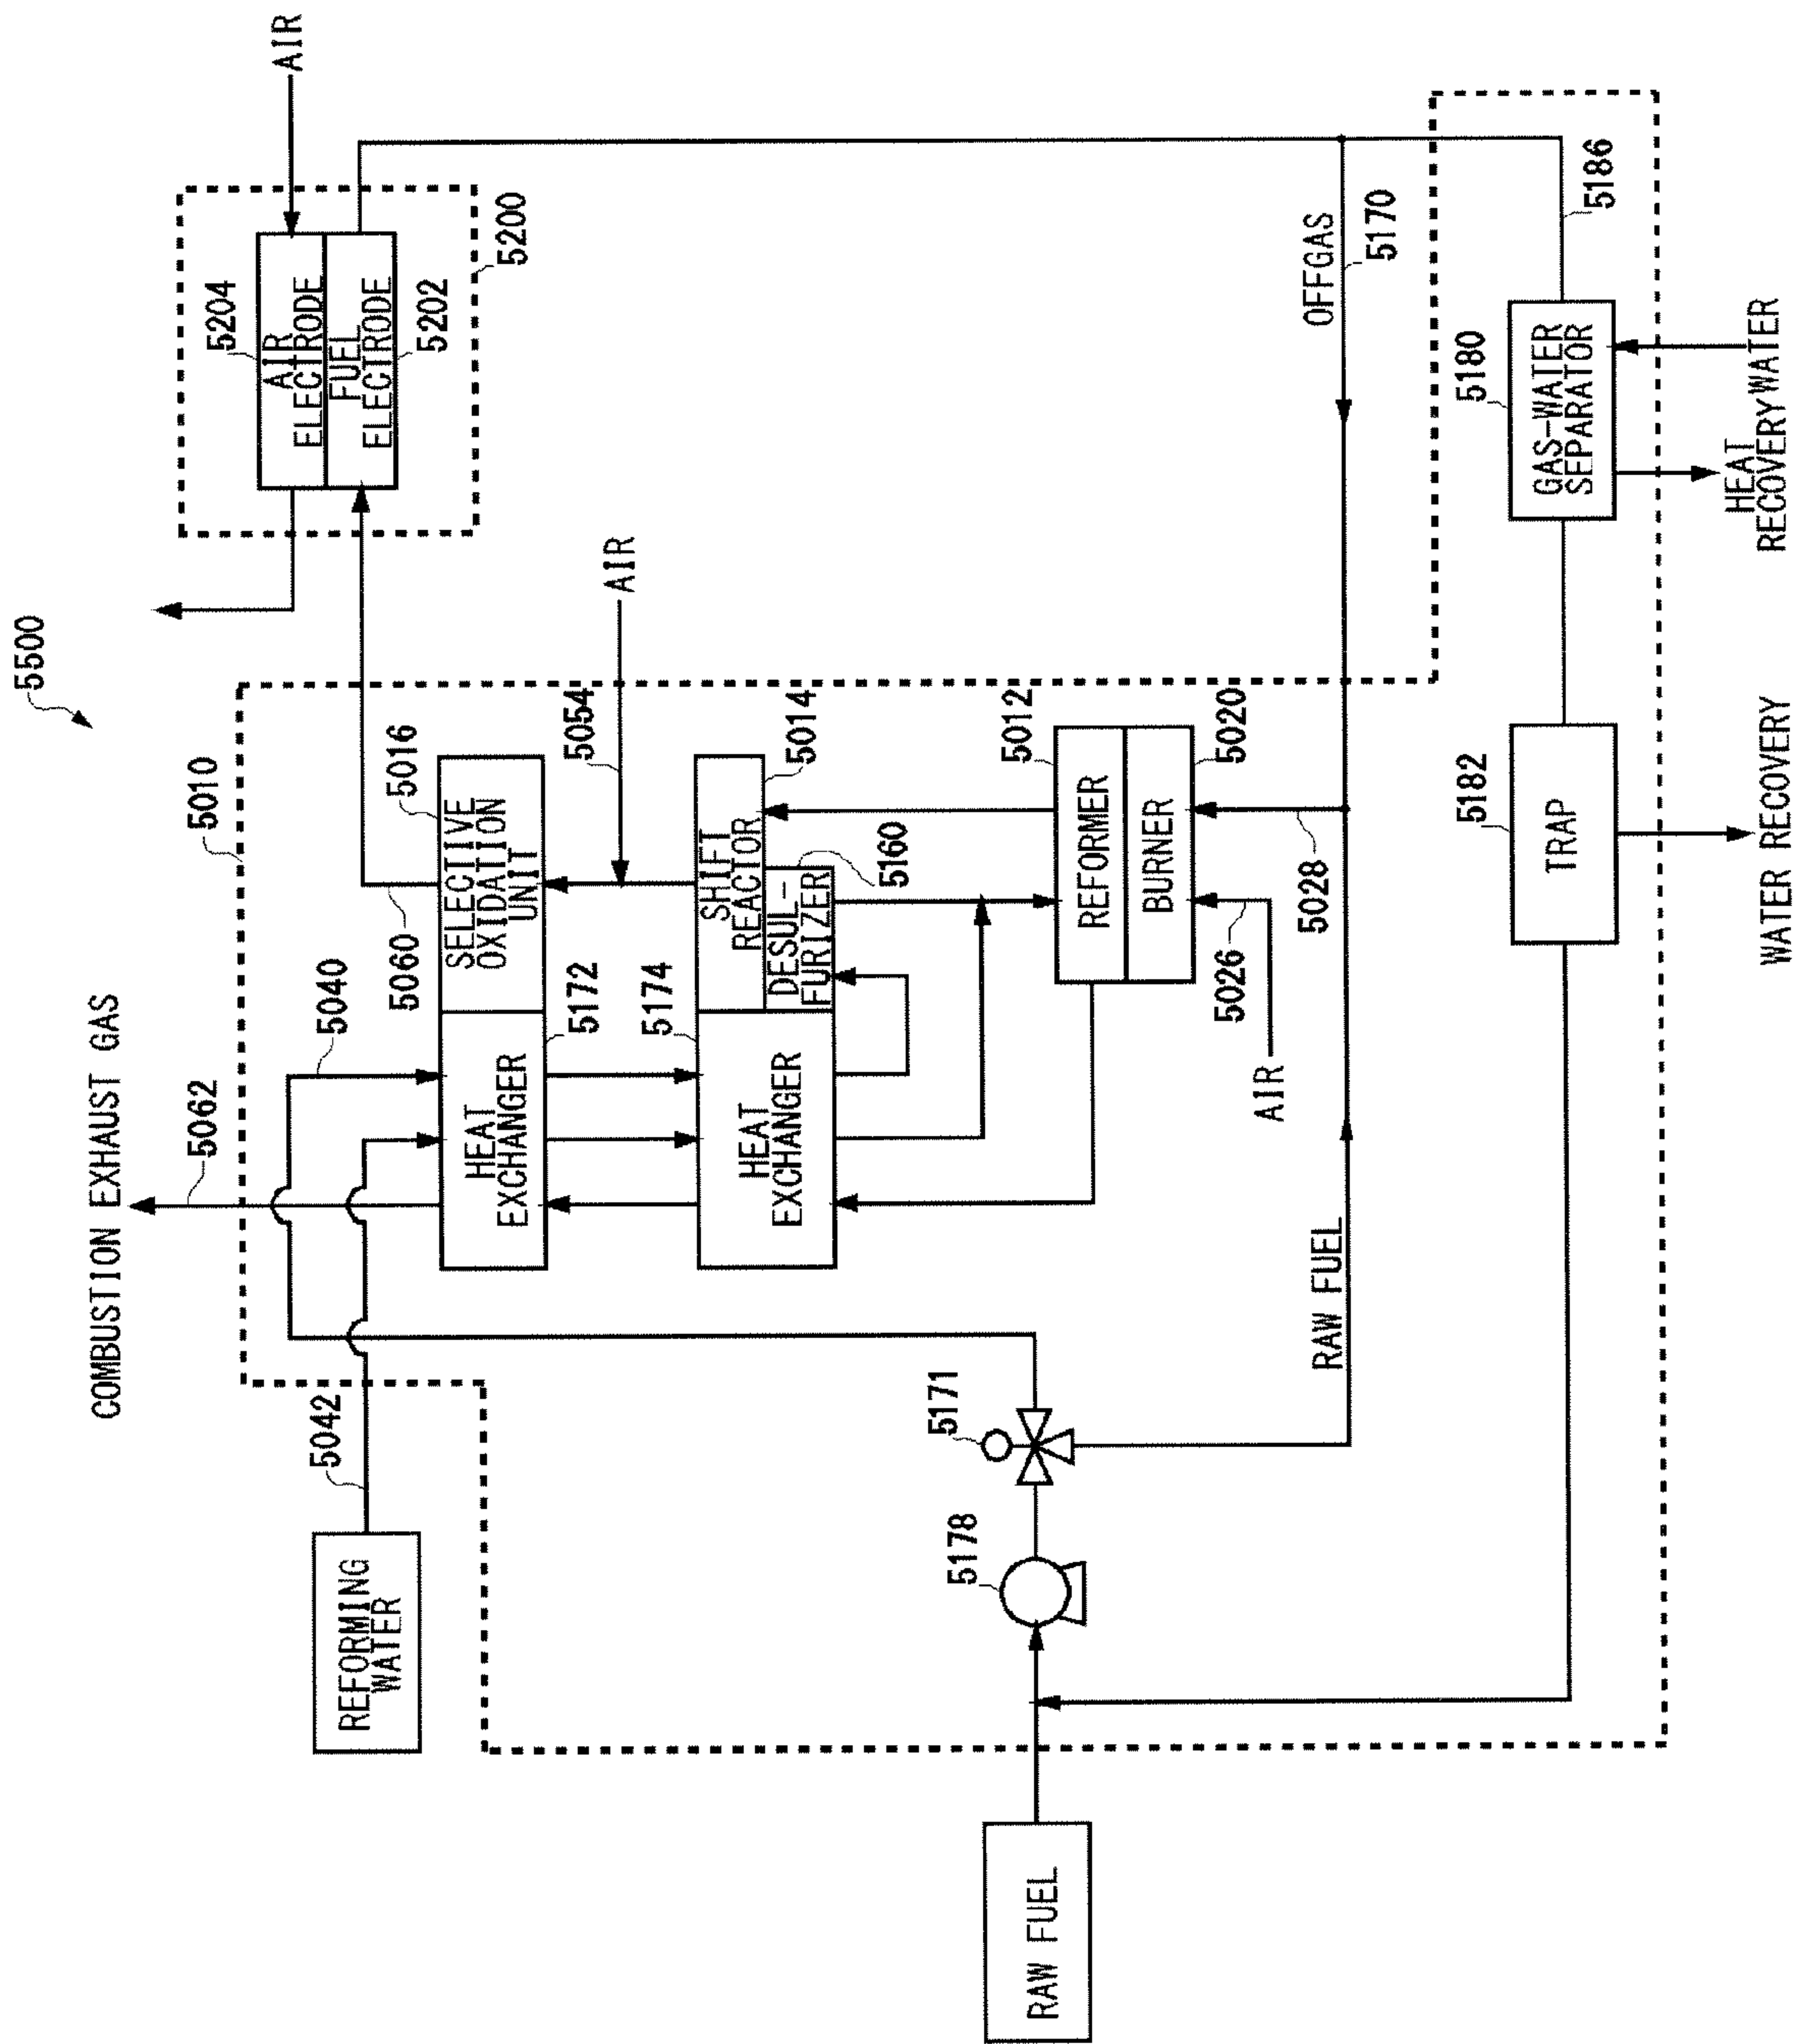 5500
COMBUSTION EXHAUST GAS
5062
5040
5042
REFORMING
WATER
5010
5016
SELECTIVE
OXIDATION
UNIT
5060
HEAT
EXCHANGER
5172
5054
AIR
5204
AIR
ELECTRODE
FUEL
ELECTRODE
5202
5200
AIR
5174
HEAT
EXCHANGER
5014
SHIFT
REACTOR
DESUL-
FURIZER
5160
5012
REFORMER
BURNER
5020
5026
AIR
5028
OFFGAS
5170
RAW FUEL
5171
5178
RAW FUEL
5186
5180
GAS-WATER
SEPARATOR
HEAT
RECOVERY
WATER
5182
TRAP
WATER RECOVERY